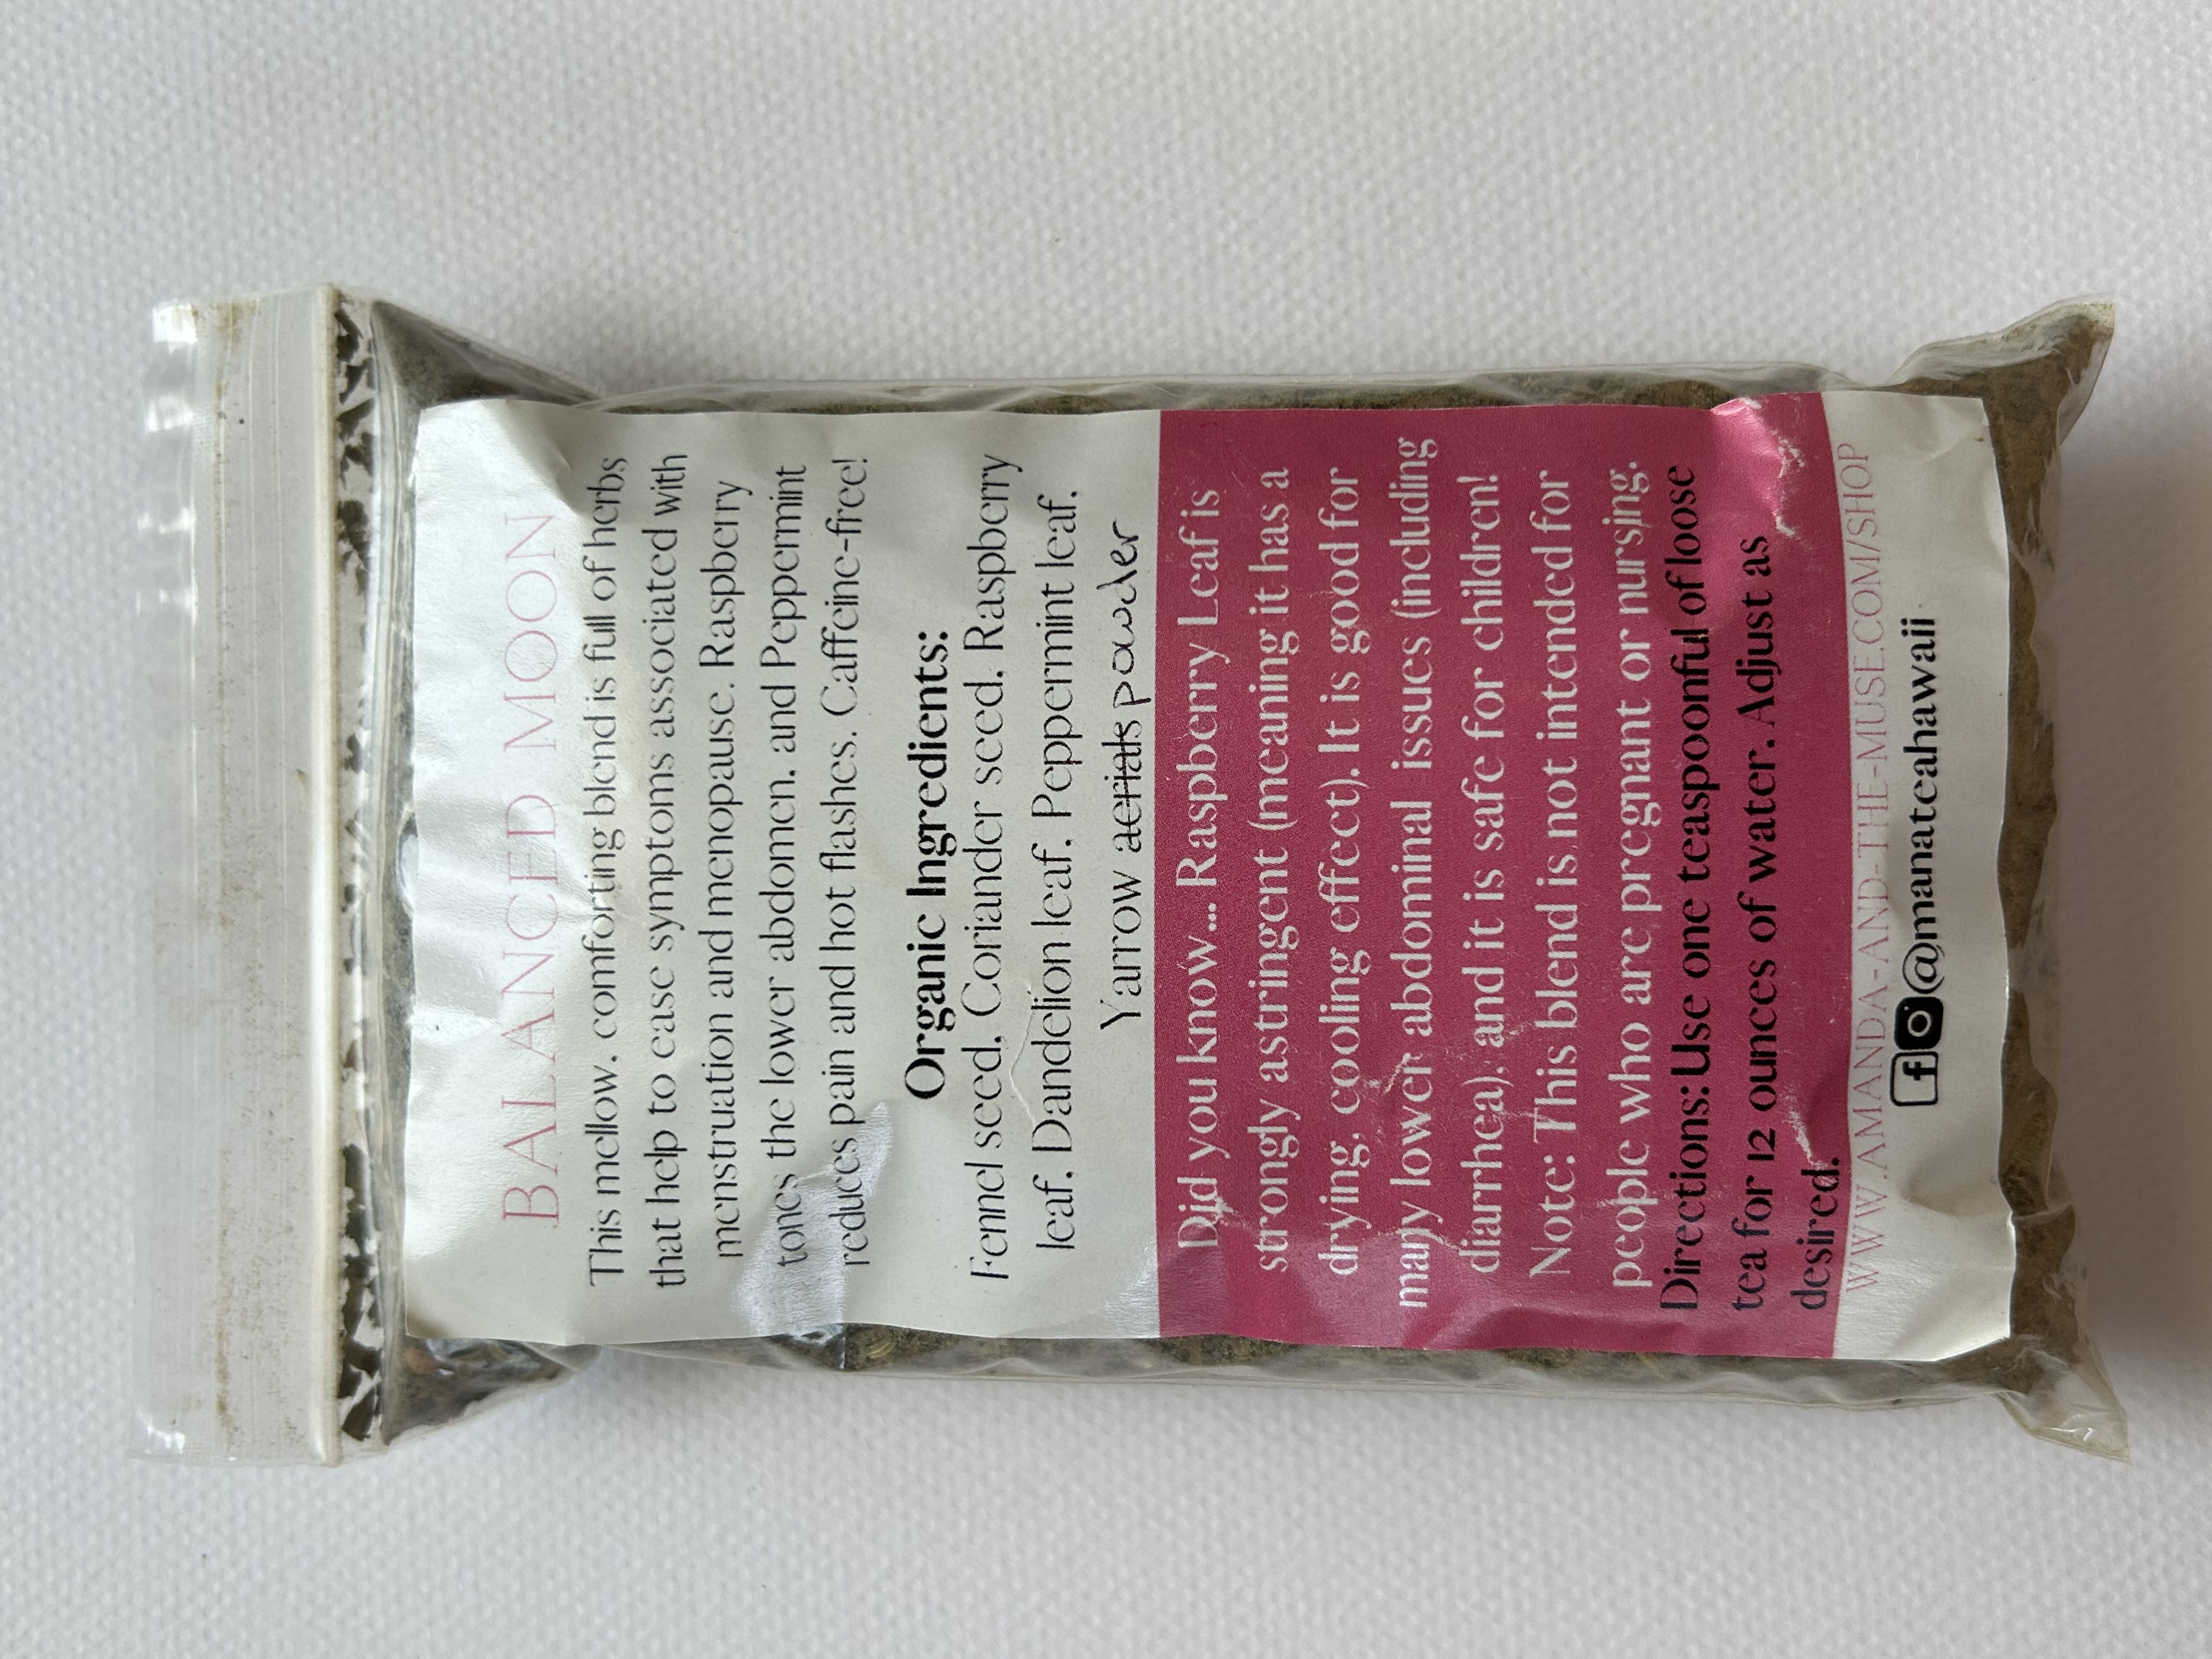 BALANCED MOON
This mellow, comforting blend is full of herbs
that help to ease symptoms associated with
menstruation and menopause. Raspberry
tones the lower abdomen, and Peppermint
reduces pain and hot flashes. Caffeine-free!
Organic Ingredients:
Fennel seed, Coriander seed, Raspberry
leaf, Dandelion leaf, Peppermint leaf,
Yarrow aerials powder
Did you know... Raspberry Leaf is
strongly astringent (meaning it has a
drying, cooling effect). It is good for
many lower abdominal issues (including
diarrhea), and it is safe for children!
Note: This blend is not intended for
people who are pregnant or nursing.
Directions: Use one teaspoonful of loose
tea for 12 ounces of water. Adjust as
desired.
WWW.AMANDA-AND-THE-MUSE.COM/SHOP
@manateahawaii